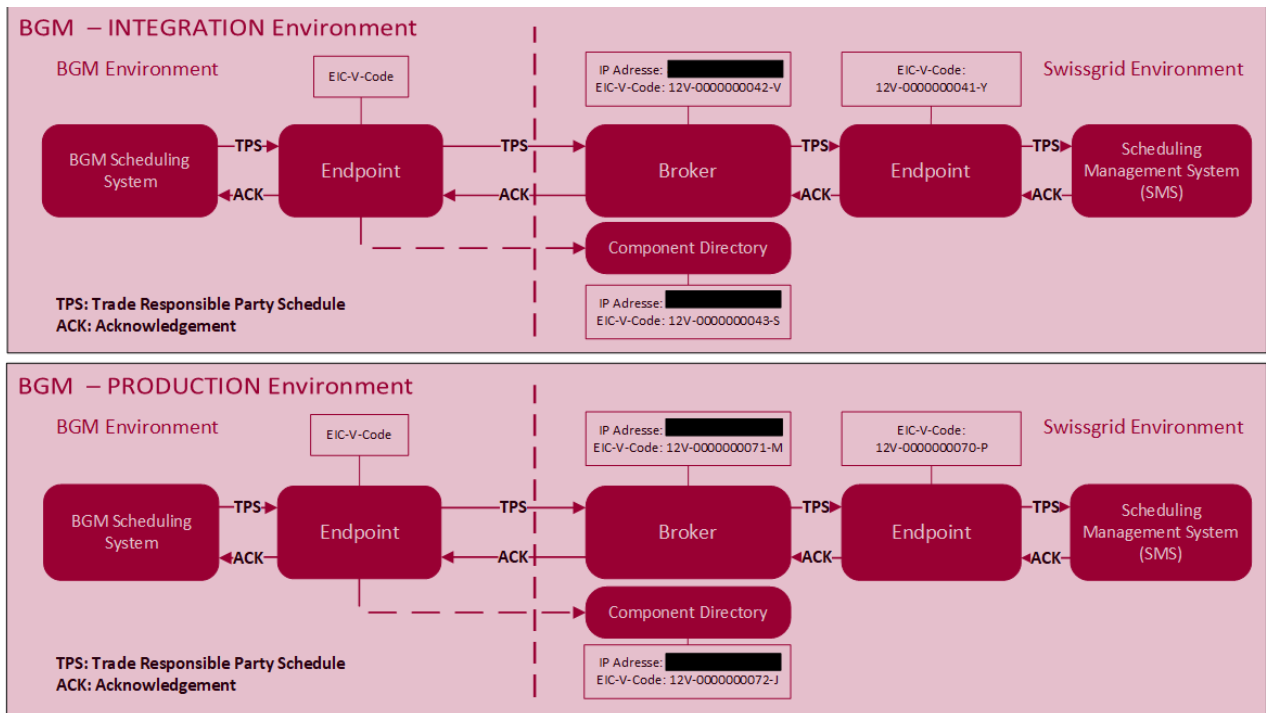 BGM – INTEGRATION Environment
BGM Environment
EIC-V-Code
IP Adresse:
EIC-V-Code: 12V-0000000042-V
EIC-V-Code:
12V-0000000041-Y
Swissgrid Environment
BGM Scheduling
System
TPS
ACK
Endpoint
TPS
ACK
Broker
TPS
ACK
Endpoint
TPS
ACK
Scheduling
Management System
(SMS)
Component Directory
IP Adresse:
EIC-V-Code: 12V-0000000043-S
TPS: Trade Responsible Party Schedule
ACK: Acknowledgement
BGM – PRODUCTION Environment
BGM Environment
EIC-V-Code
IP Adresse:
EIC-V-Code: 12V-0000000071-M
EIC-V-Code:
12V-0000000070-P
Swissgrid Environment
BGM Scheduling
System
TPS
ACK
Endpoint
TPS
ACK
Broker
TPS
ACK
Endpoint
TPS
ACK
Scheduling
Management System
(SMS)
Component Directory
IP Adresse:
EIC-V-Code: 12V-0000000072-J
TPS: Trade Responsible Party Schedule
ACK: Acknowledgement